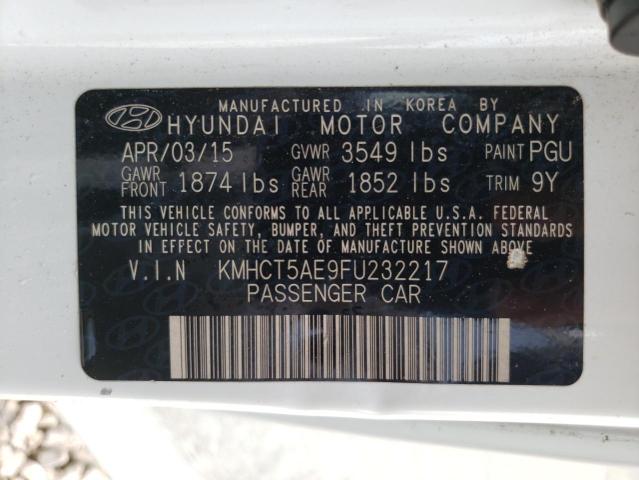 MANUFACTURED IN KOREA BY
HYUNDAI MOTOR COMPANY
APR/03/15 GVWR 3549 lbs PAINT PGU
GAWR FRONT 1874 lbs GAWR REAR 1852 lbs TRIM 9Y
THIS VEHICLE CONFORMS TO ALL APPLICABLE U.S.A. FEDERAL
MOTOR VEHICLE SAFETY, BUMPER, AND THEFT PREVENTION STANDARDS
IN EFFECT ON THE DATE OF MANUFACTURE SHOWN ABOVE
V.I.N KMHCT5AE9FU232217
PASSENGER CAR